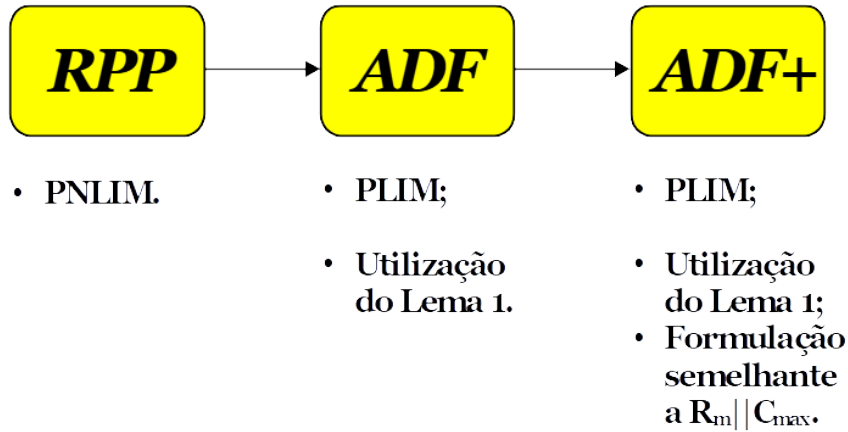 RPP
ADF
ADF+
• PNLIM.
• PLIM;
• Utilização
do Lema 1.
• PLIM;
• Utilização
do Lema 1;
• Formulação
semelhante
a Rm||Cmax.